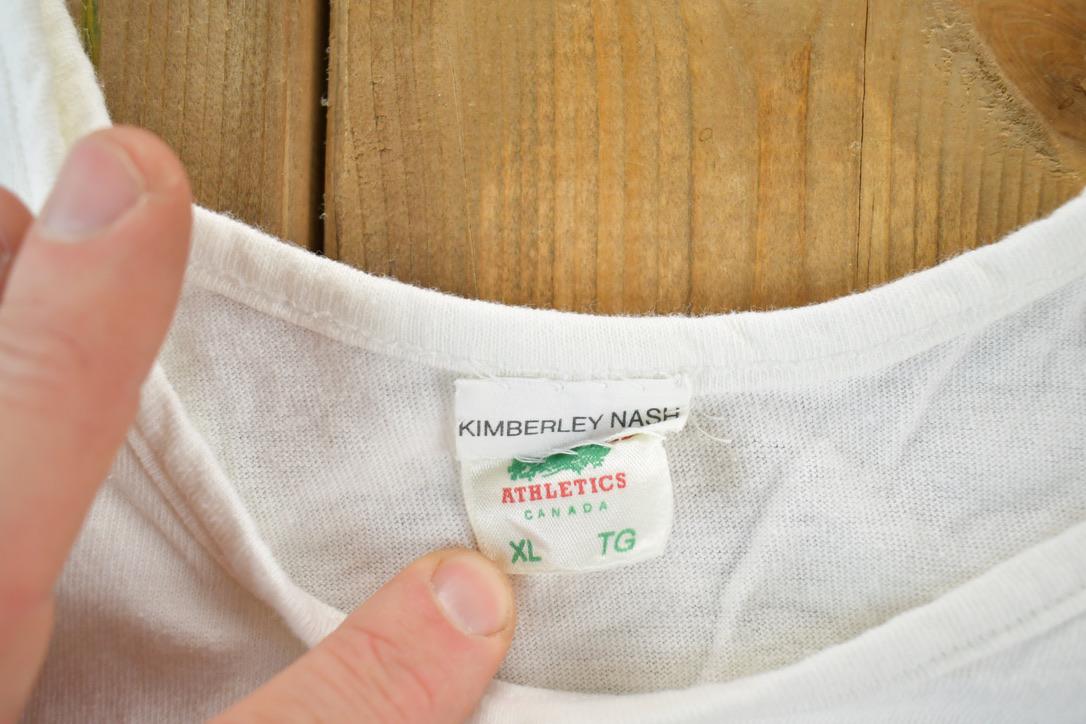 KIMBERLEY NASH
ATHLETICS
CANADA
XL TG